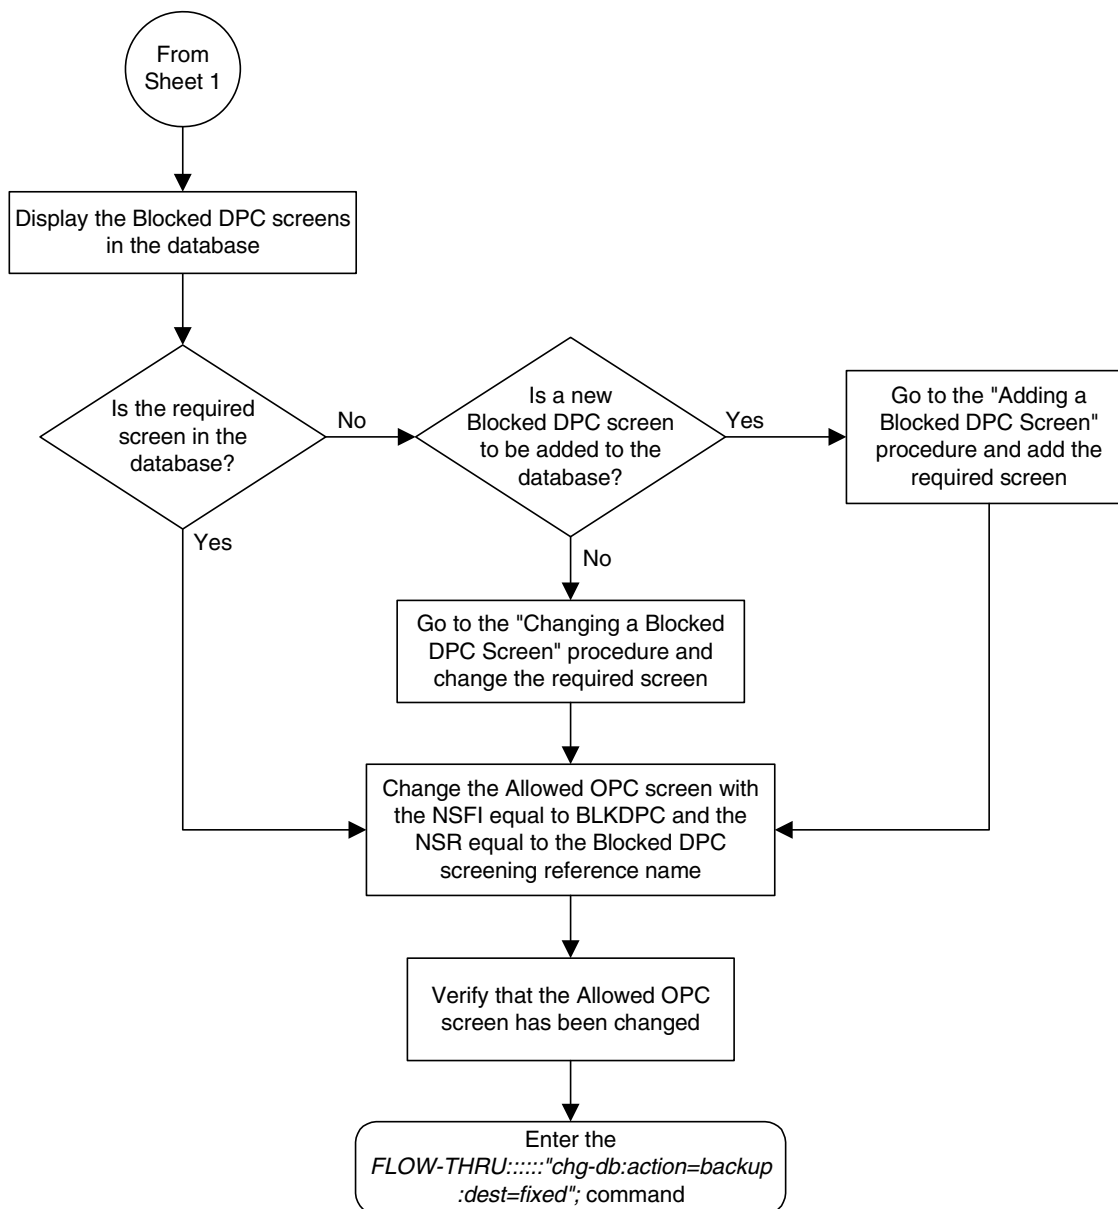 From
Sheet 1
Display the Blocked DPC screens
in the database
Is the required
screen in the
database?
No
Yes
Is a new
Blocked DPC screen
to be added to the
database?
Yes
No
Go to the "Adding a
Blocked DPC Screen"
procedure and add the
required screen
Go to the "Changing a Blocked
DPC Screen" procedure and
change the required screen
Change the Allowed OPC screen with
the NSFI equal to BLKDPC and the
NSR equal to the Blocked DPC
screening reference name
Verify that the Allowed OPC
screen has been changed
Enter the
FLOW-THRU::::::"chg-db:action=backup
:dest=fixed"; command